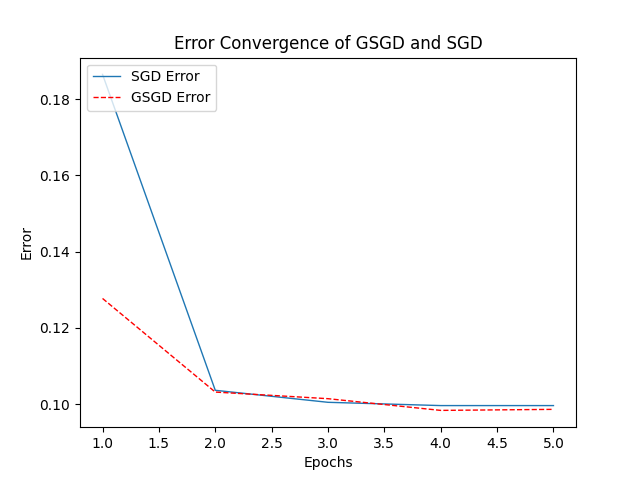 Error Convergence of GSGD and SGD
SGD Error
GSGD Error
0.18
0.16
0.14
0.12
0.10
Error
1.0 1.5 2.0 2.5 3.0 3.5 4.0 4.5 5.0
Epochs